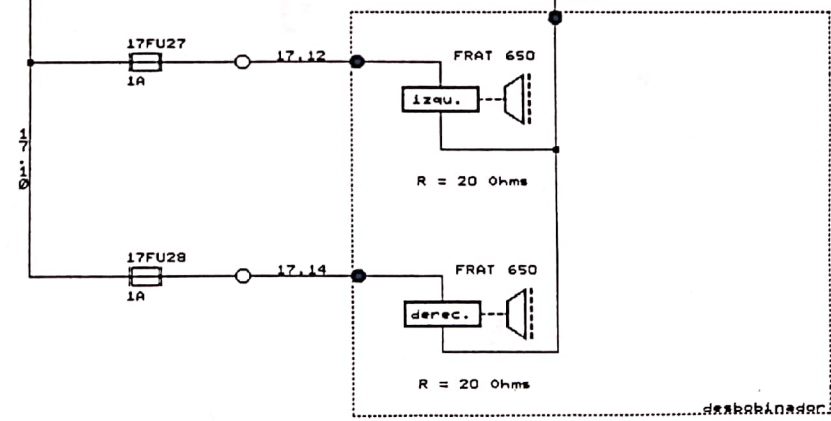 17FU27
17.12
FRAT 650
1A
izqu.
17.10
R = 20 Ohms
17FU28
17.14
FRAT 650
1A
derec.
R = 20 Ohms
desbobinador